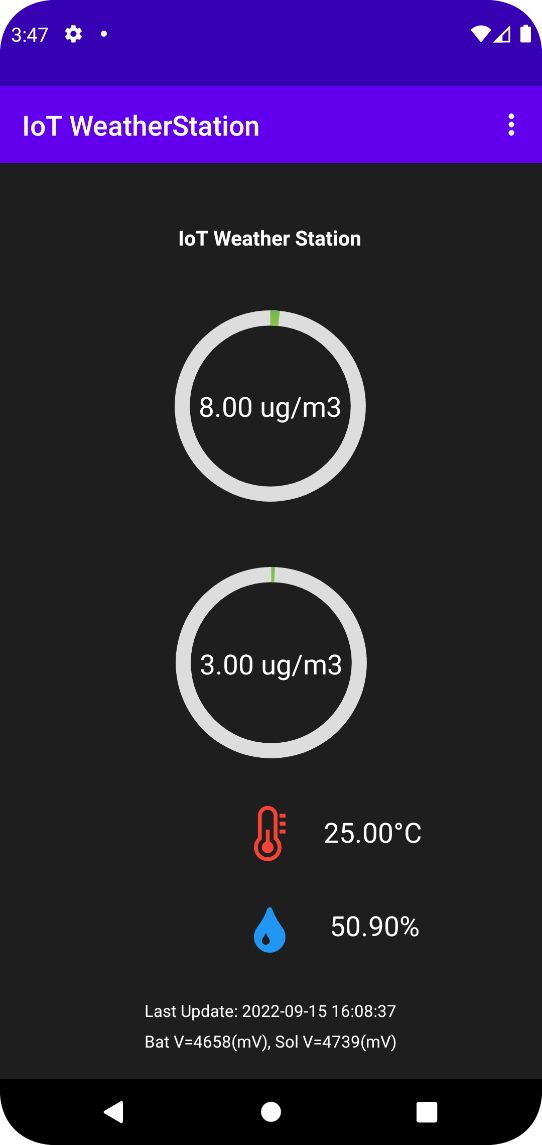 3:47
IoT WeatherStation
IoT Weather Station
8.00 ug/m3
3.00 ug/m3
25.00°C
50.90%
Last Update: 2022-09-15 16:08:37
Bat V=4658(mV), Sol V=4739(mV)